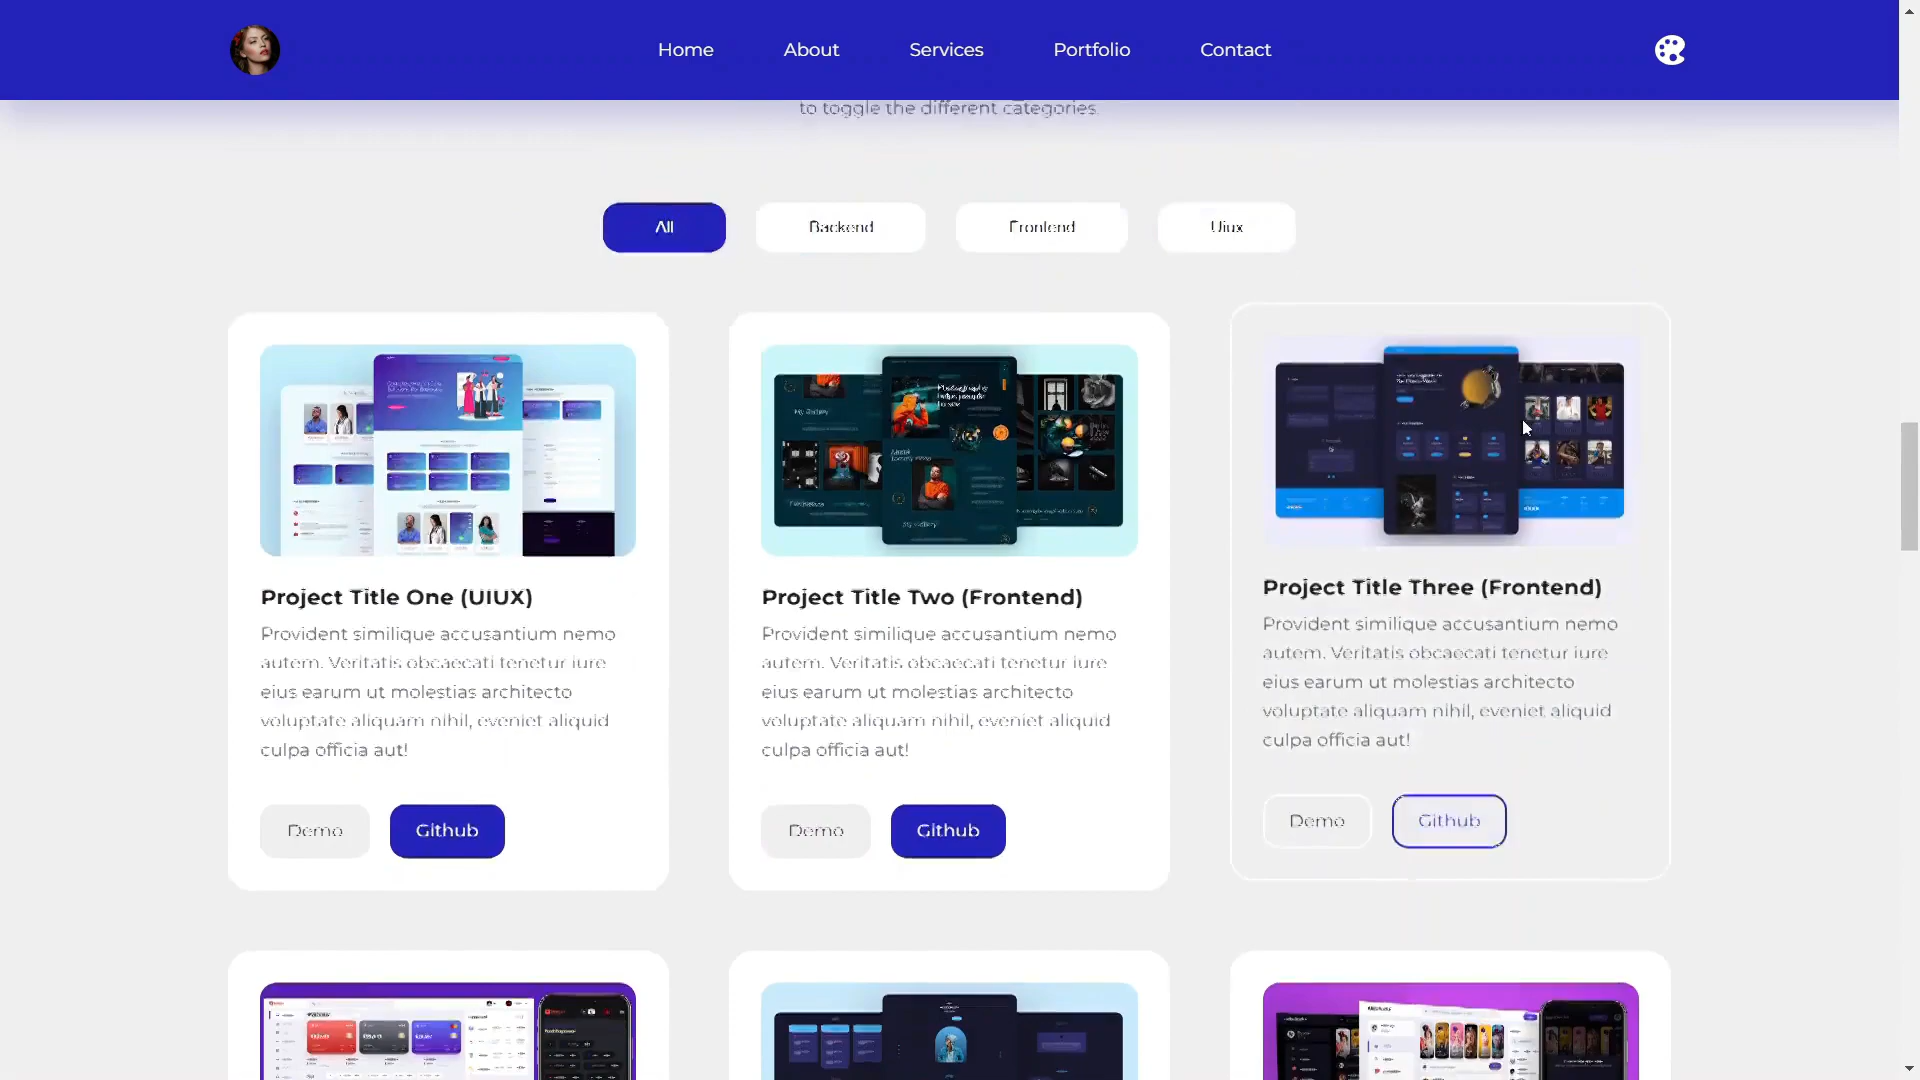 Home About Services Portfolio Contact
to toggle the different categories.
All Backend Frontend Uiux
Project Title One (UIUX)
Provident similique accusantium nemo
autem. Veritatis obcaecati tenetur iure
eius earum ut molestias architecto
voluptate aliquam nihil, eveniet aliquid
culpa officia aut!
Demo Github
My Gallery
Project Title Two (Frontend)
Provident similique accusantium nemo
autem. Veritatis obcaecati tenetur iure
eius earum ut molestias architecto
voluptate aliquam nihil, eveniet aliquid
culpa officia aut!
Demo Github
Project Title Three (Frontend)
Provident similique accusantium nemo
autem. Veritatis obcaecati tenetur iure
eius earum ut molestias architecto
voluptate aliquam nihil, eveniet aliquid
culpa officia aut!
Demo Github